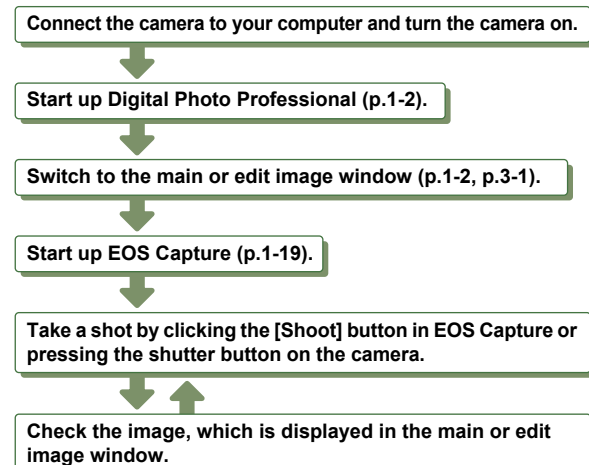 Connect the camera to your computer and turn the camera on.
Start up Digital Photo Professional (p.1-2).
Switch to the main or edit image window (p.1-2, p.3-1).
Start up EOS Capture (p.1-19).
Take a shot by clicking the [Shoot] button in EOS Capture or
pressing the shutter button on the camera.
Check the image, which is displayed in the main or edit
image window.